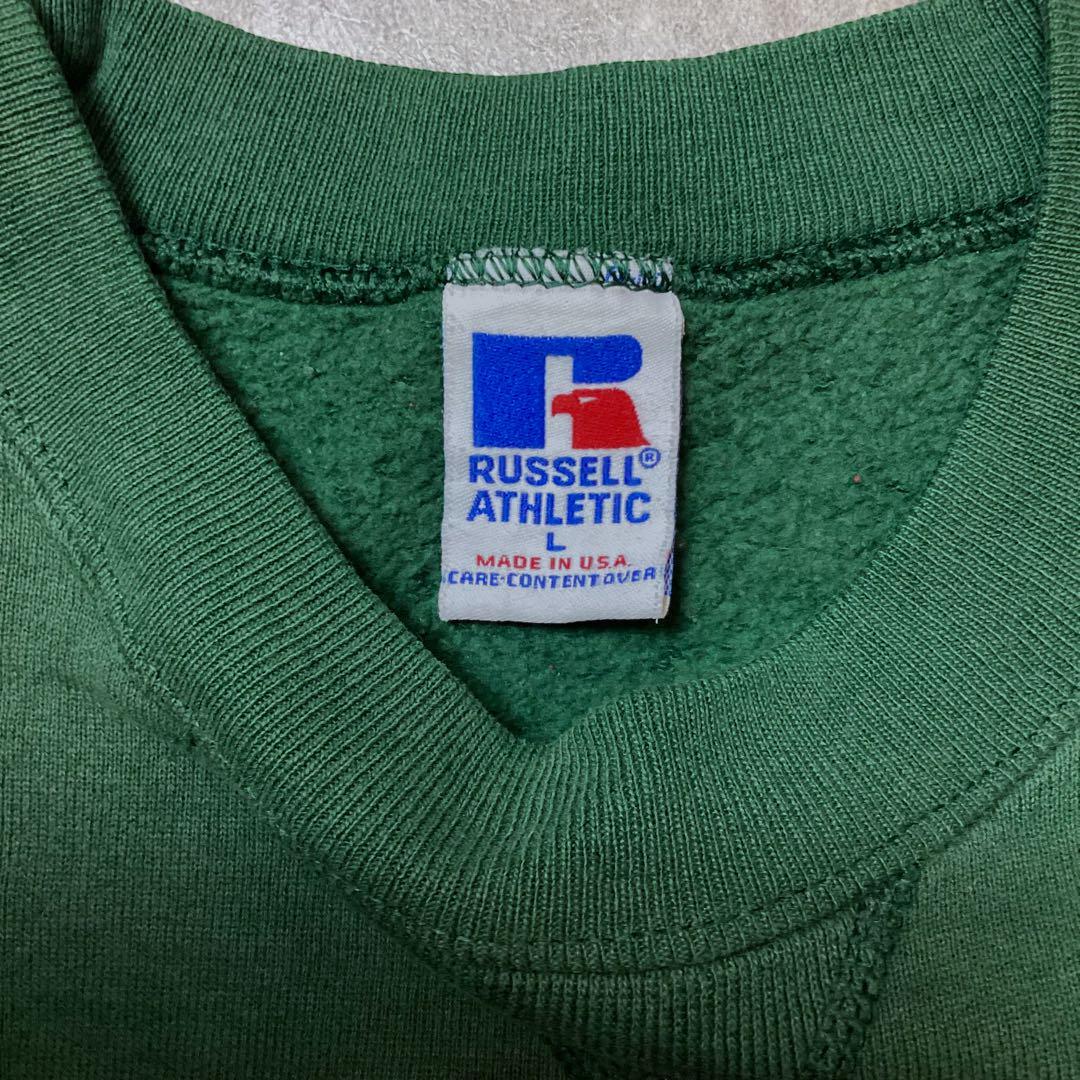 RUSSELL®
ATHLETIC
L
MADE IN U.S.A.
CARE-CONTENT OVER